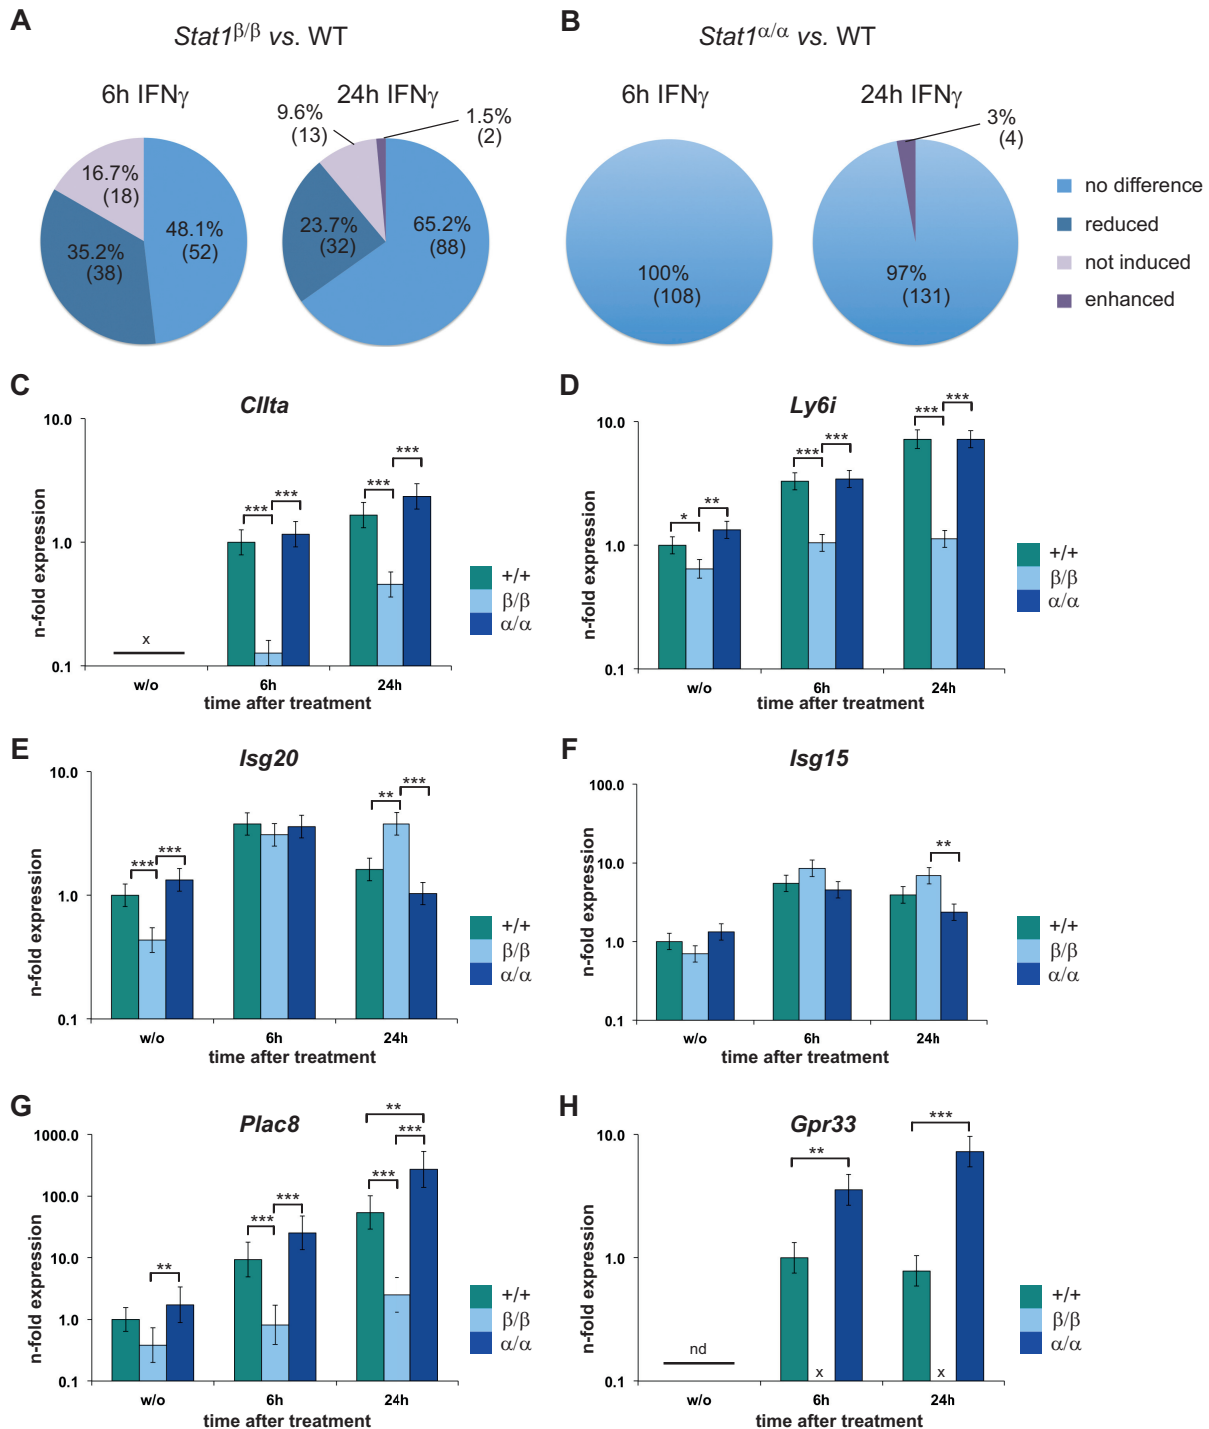 A
Stat1β/β vs. WT
B
Stat1α/α vs. WT
6h IFNγ
24h IFNγ
6h IFNγ
24h IFNγ
16.7%
(18)
48.1%
(52)
35.2%
(38)
9.6%
(13)
1.5%
(2)
23.7%
(32)
65.2%
(88)
100%
(108)
3%
(4)
97%
(131)
no difference
reduced
not induced
enhanced
C
CIIta
n-fold expression
10.0
1.0
0.1
x
*** ***
*** ***
w/o 6h 24h
time after treatment
+/+
β/β
α/α
D
Ly6i
n-fold expression
10.0
1.0
0.1
* **
*** ***
*** ***
w/o 6h 24h
time after treatment
+/+
β/β
α/α
E
Isg20
n-fold expression
10.0
1.0
0.1
*** ***
** ***
w/o 6h 24h
time after treatment
+/+
β/β
α/α
F
Isg15
n-fold expression
100.0
10.0
1.0
0.1
**
w/o 6h 24h
time after treatment
+/+
β/β
α/α
G
Plac8
n-fold expression
1000.0
100.0
10.0
1.0
0.1
**
*** ***
**
*** ***
w/o 6h 24h
time after treatment
+/+
β/β
α/α
H
Gpr33
n-fold expression
10.0
1.0
0.1
nd
**
x
***
x
w/o 6h 24h
time after treatment
+/+
β/β
α/α